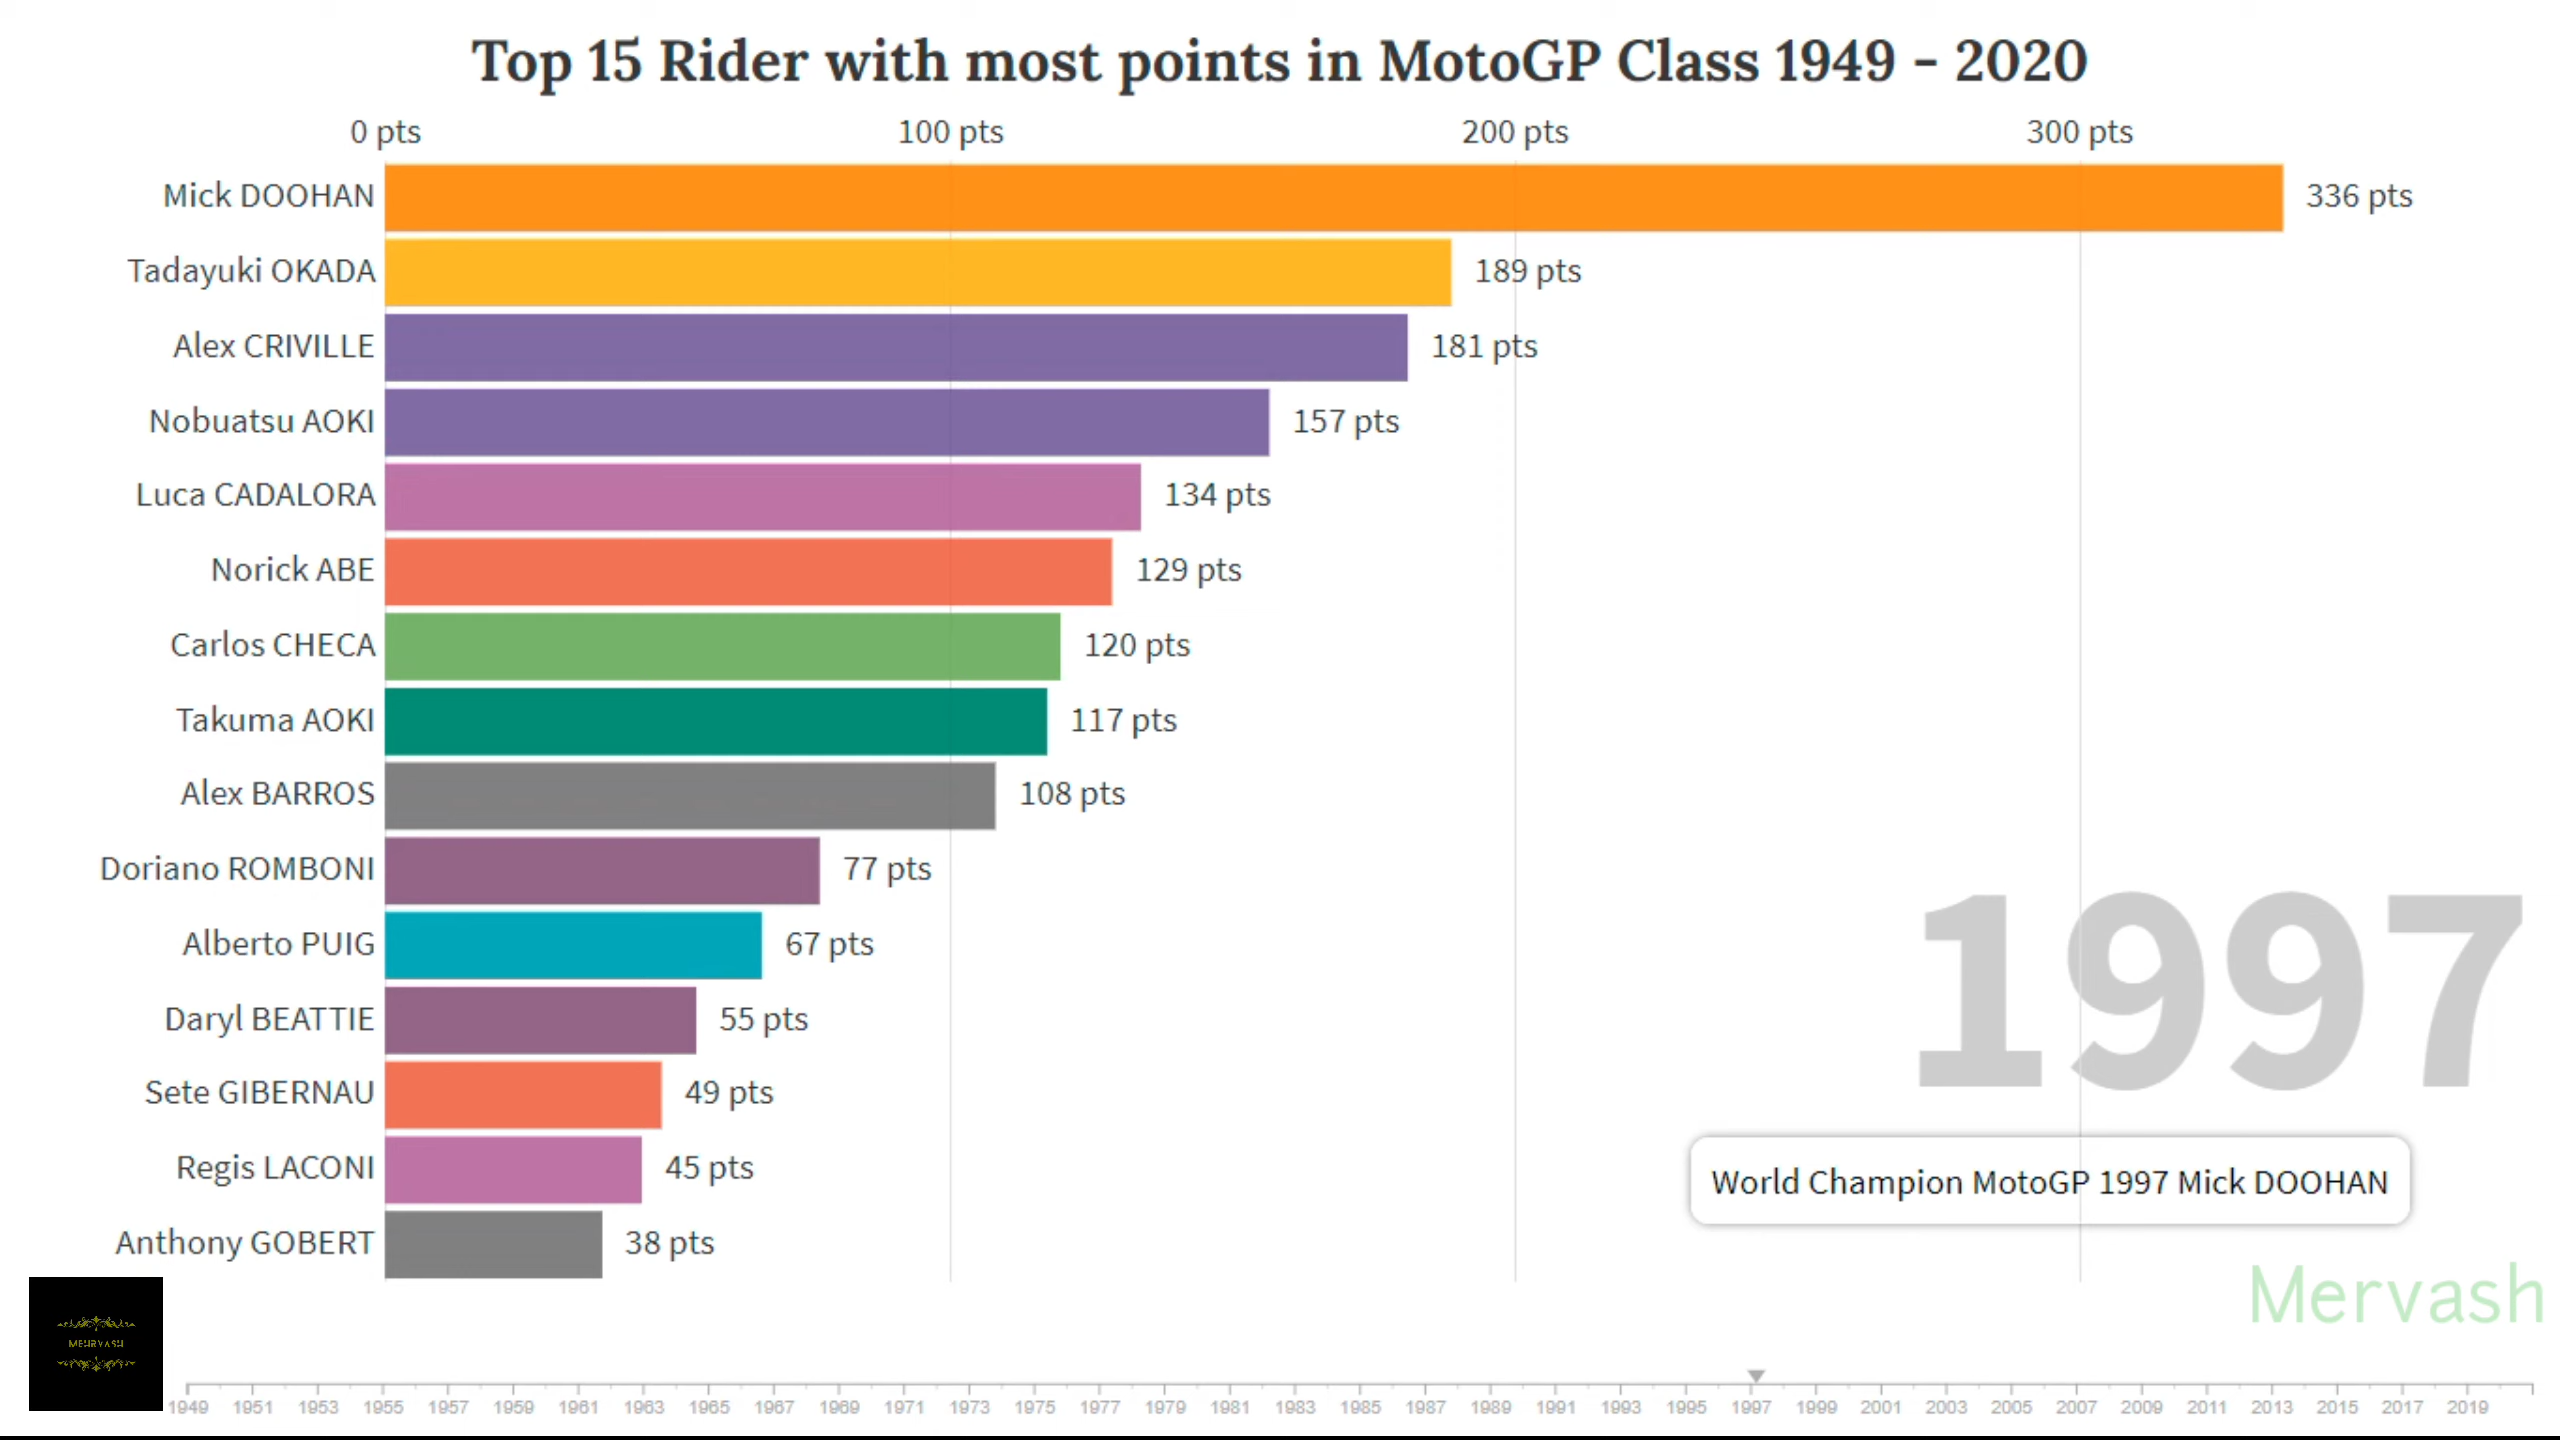 Top 15 Rider with most points in MotoGP Class 1949 - 2020
0 pts 100 pts 200 pts 300 pts
Mick DOOHAN 336 pts
Tadayuki OKADA 189 pts
Alex CRIVILLE 181 pts
Nobuatsu AOKI 157 pts
Luca CADALORA 134 pts
Norick ABE 129 pts
Carlos CHECA 120 pts
Takuma AOKI 117 pts
Alex BARROS 108 pts
Doriano ROMBONI 77 pts
Alberto PUIG 67 pts
Daryl BEATTIE 55 pts
Sete GIBERNAU 49 pts
Regis LACONI 45 pts
Anthony GOBERT 38 pts
1997
World Champion MotoGP 1997 Mick DOOHAN
Mervash
MEHRVASH
1949 1951 1953 1955 1957 1959 1961 1963 1965 1967 1969 1971 1973 1975 1977 1979 1981 1983 1985 1987 1989 1991 1993 1995 1997 1999 2001 2003 2005 2007 2009 2011 2013 2015 2017 2019